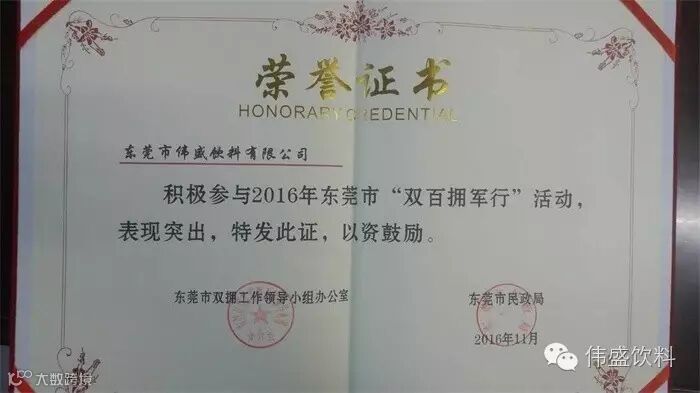 荣誉证书
HONORARY CREDENTIAL
东莞市伟盛饮料有限公司
积极参与2016年东莞市“双百拥军行”活动，
表现突出，特发此证，以资鼓励。
东莞市双拥工作领导小组办公室
东莞市民政局
2016年11月
伟盛饮料
大数跨境